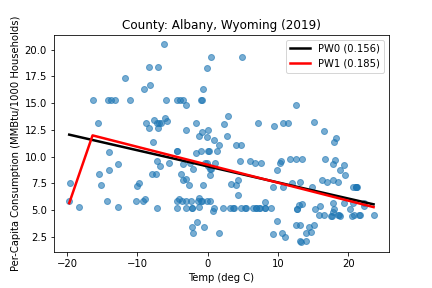 County: Albany, Wyoming (2019)
Per-Capita Consumption (MMBtu/1000 Households)
20.0
17.5
15.0
12.5
10.0
7.5
5.0
2.5
PW0 (0.156)
PW1 (0.185)
−20 −10 0 10 20
Temp (deg C)